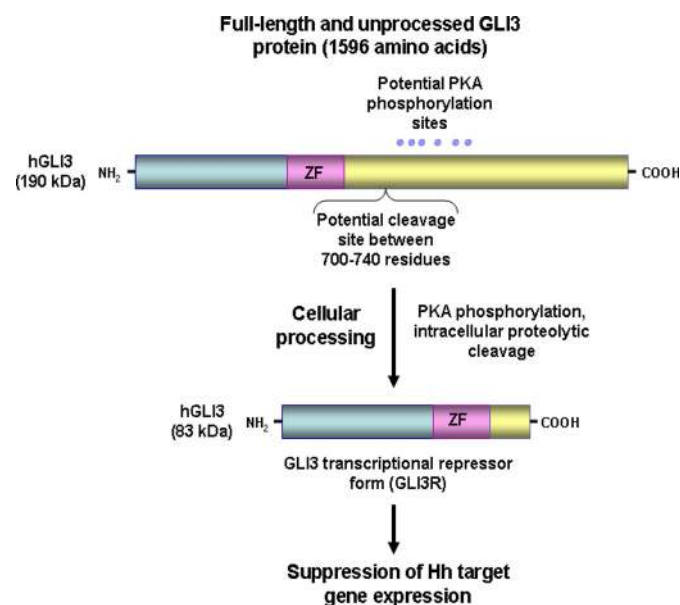 Full-length and unprocessed GLI3
protein (1596 amino acids)
Potential PKA
phosphorylation
sites
hGLI3
(190 kDa)
NH2
ZF
COOH
Potential cleavage
site between
700-740 residues
Cellular
processing
PKA phosphorylation,
intracellular proteolytic
cleavage
hGLI3
(83 kDa)
NH2
ZF
COOH
GLI3 transcriptional repressor
form (GLI3R)
Suppression of Hh target
gene expression